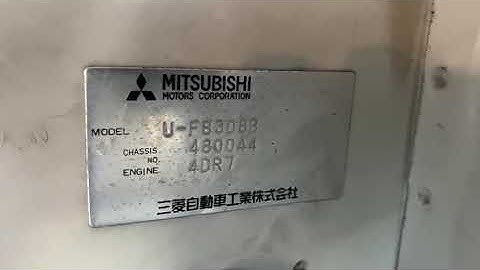 MITSUBISHI
MOTORS CORPORATION
MODEL U-FB308B
CHASSIS NO. 480044
ENGINE 4DR7
三菱自動車工業株式会社